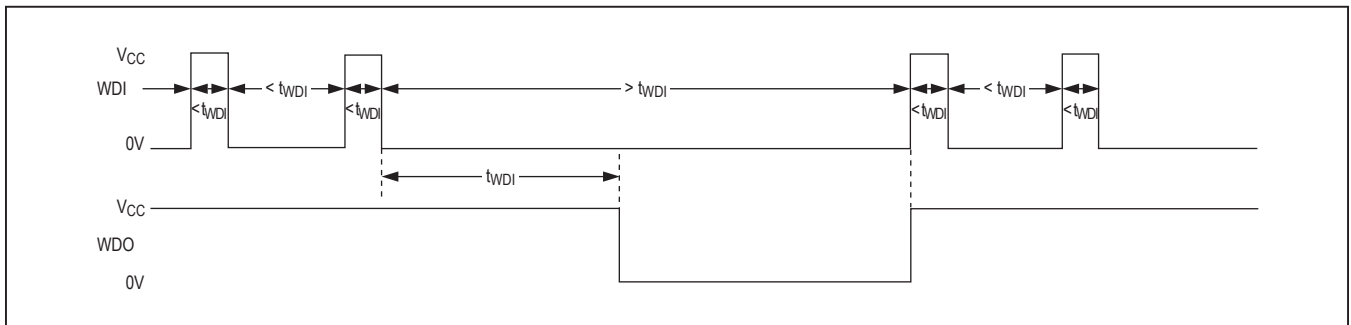 VCC
WDI
< tWDI
> tWDI
< tWDI
<tWDI
<tWDI
<tWDI
<tWDI
0V
tWDI
VCC
WDO
0V